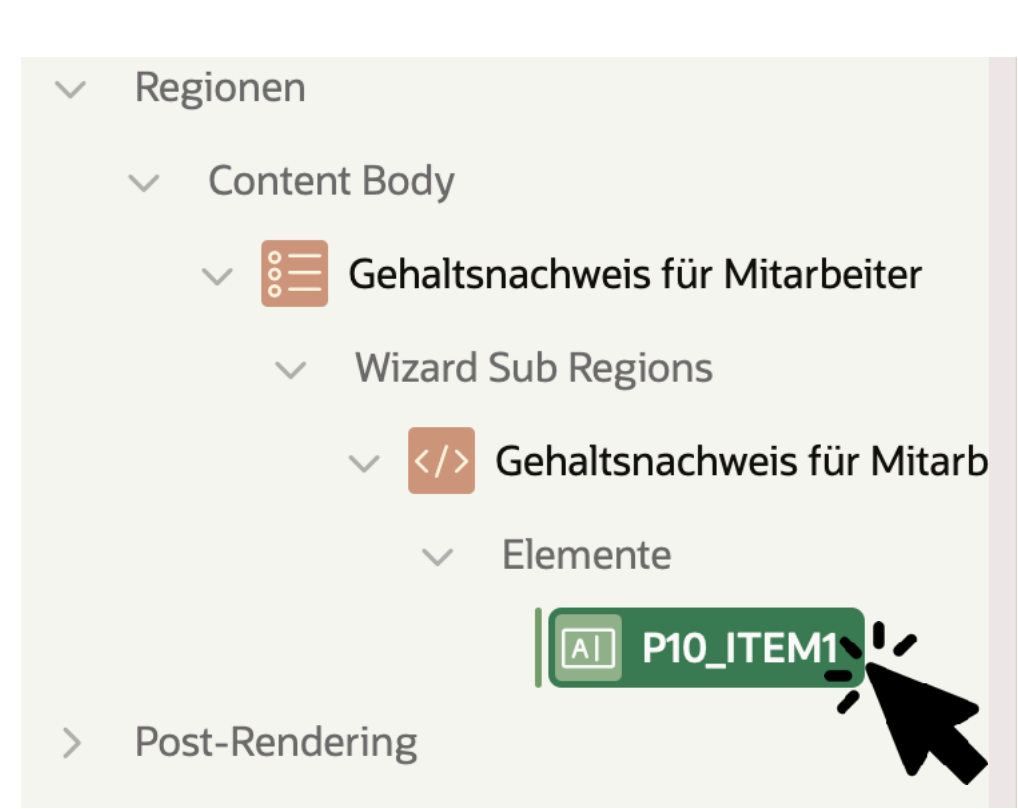 Regionen
Content Body
Gehaltsnachweis für Mitarbeiter
Wizard Sub Regions
</> Gehaltsnachweis für Mitarb
Elemente
A P10_ITEM1
Post-Rendering